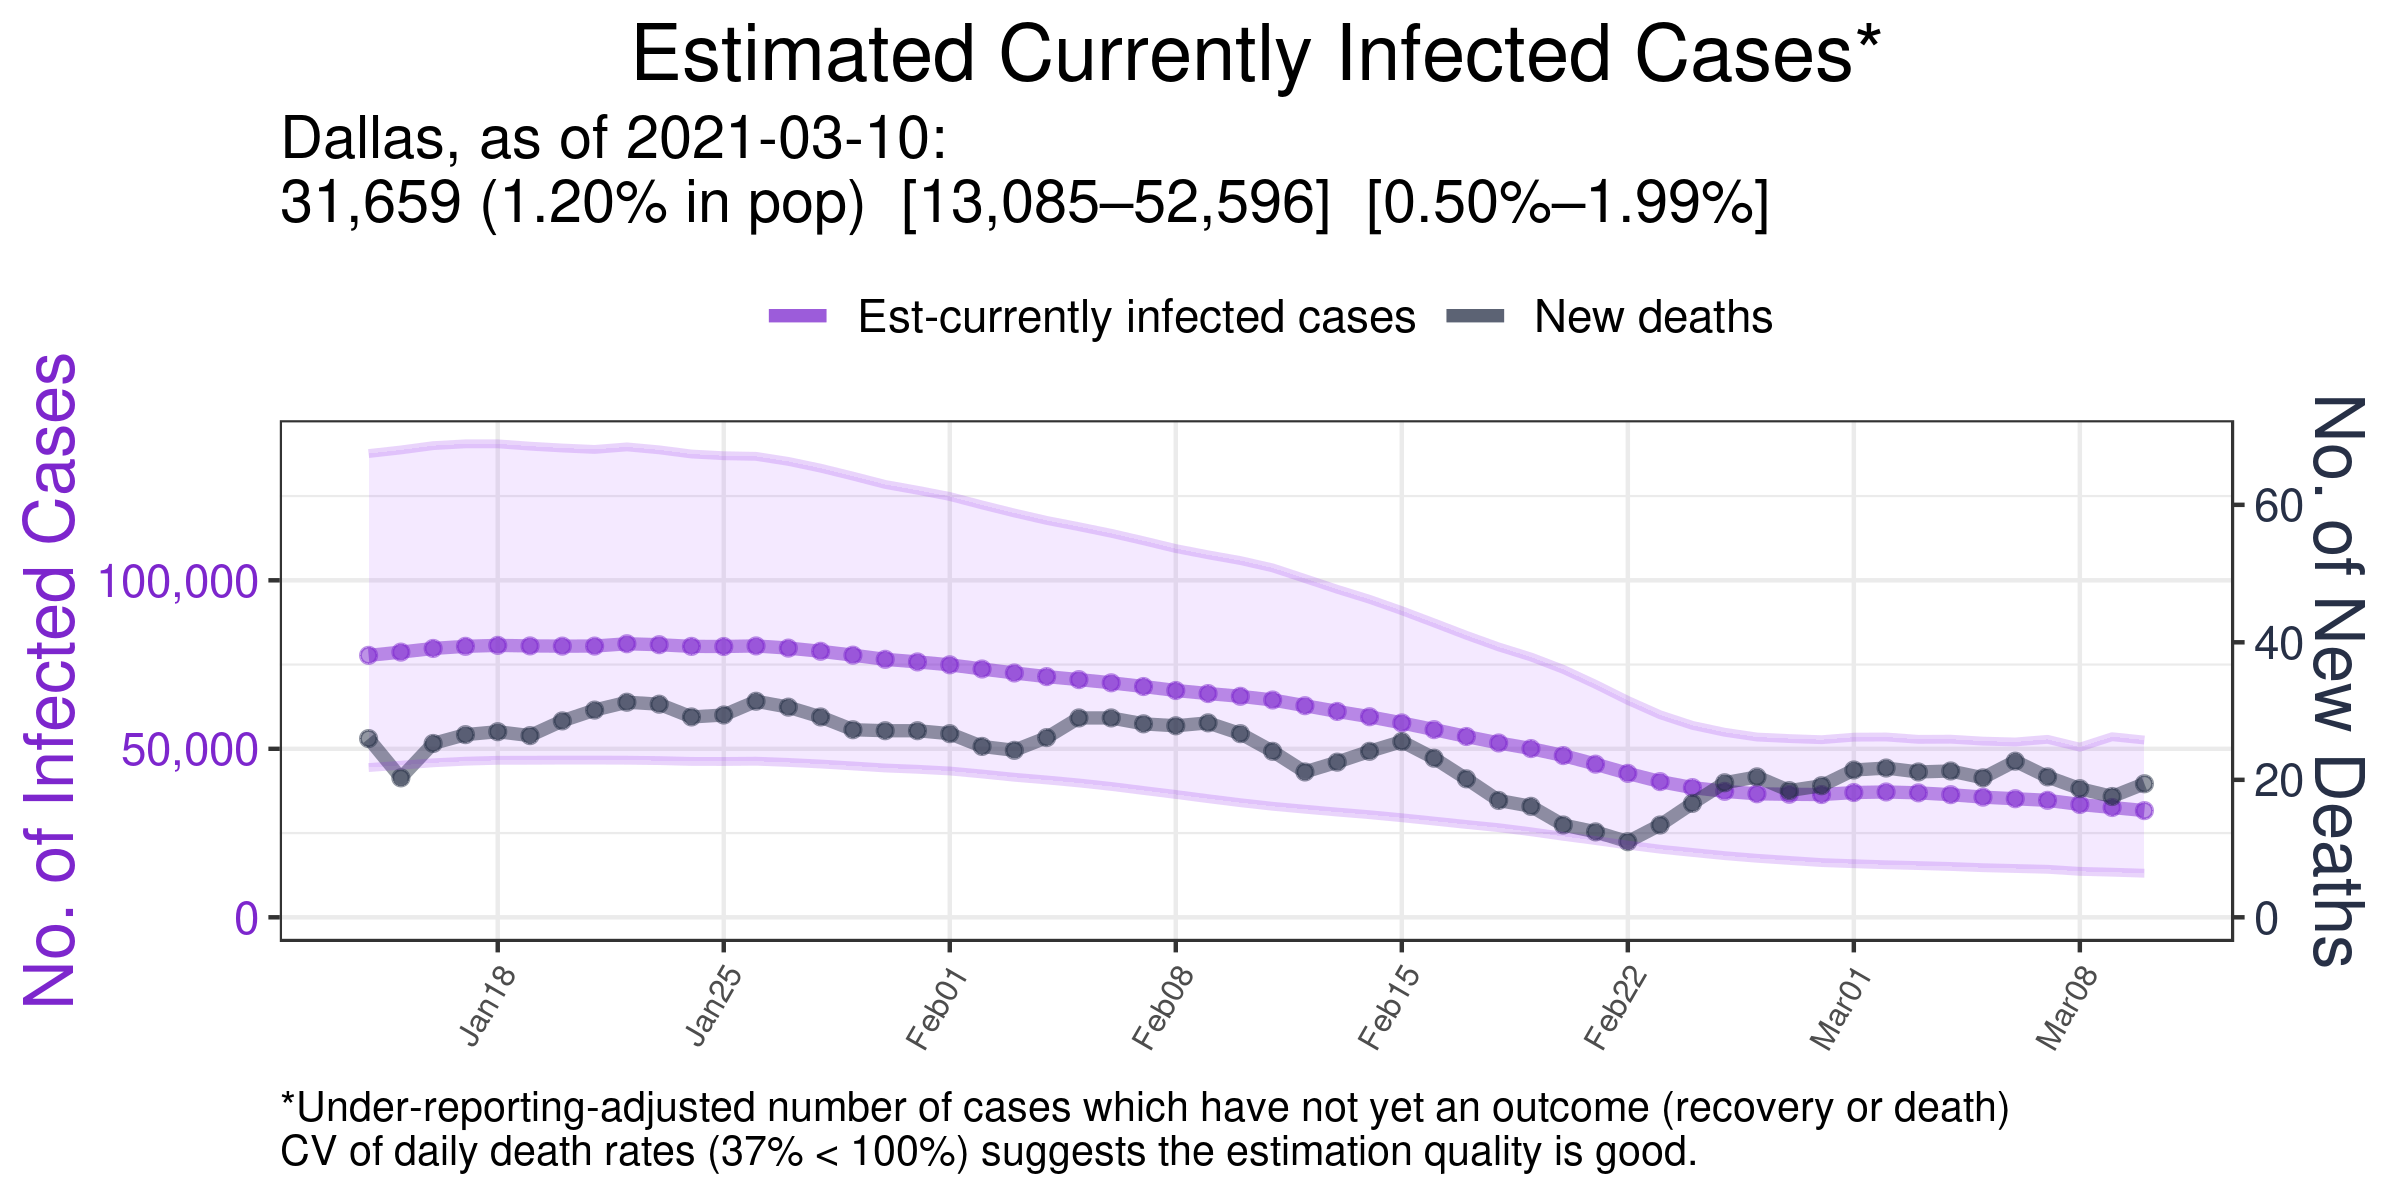 Estimated Currently Infected Cases*
Dallas, as of 2021-03-10:
31,659 (1.20% in pop)  [13,085–52,596]  [0.50%–1.99%]
Est-currently infected cases
New deaths
No. of Infected Cases
100,000
50,000
0
No. of New Deaths
60
40
20
0
Jan18
Jan25
Feb01
Feb08
Feb15
Feb22
Mar01
Mar08
*Under-reporting-adjusted number of cases which have not yet an outcome (recovery or death)
CV of daily death rates (37% < 100%) suggests the estimation quality is good.